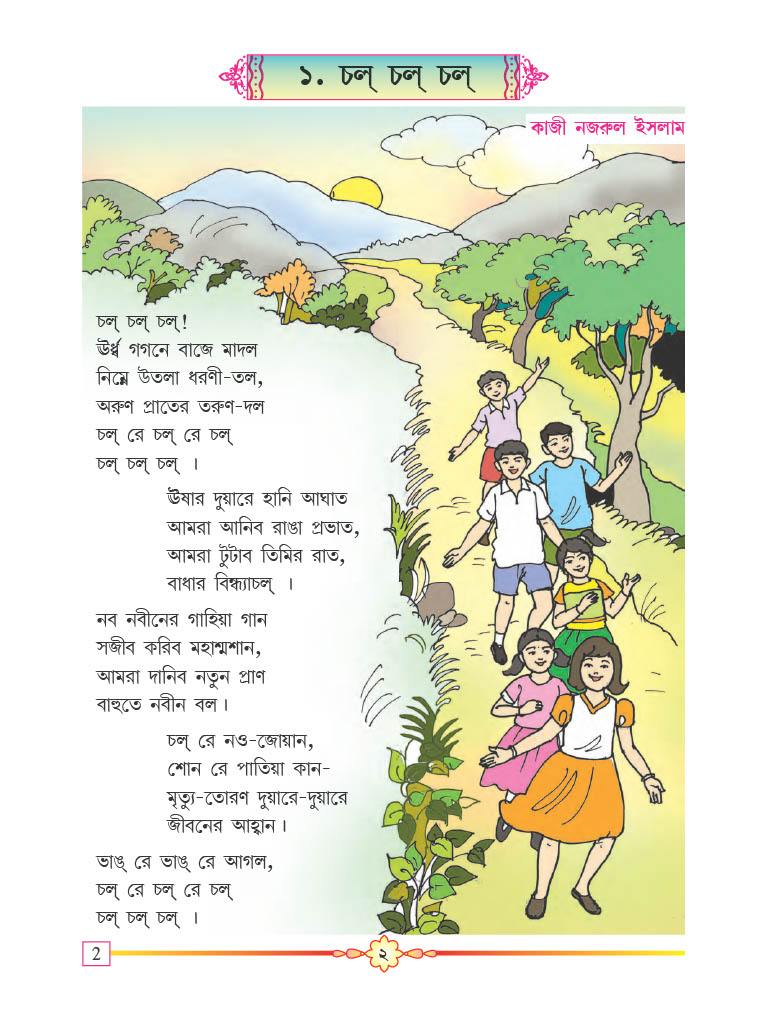 ১. চল্ চল্ চল্
কাজী নজরুল ইসলাম
চল্ চল্ চল্!
ঊর্ধ্ব গগনে বাজে মাদল
নিম্নে উতলা ধরণী-তল,
অরুণ প্রাতের তরুণ-দল
চল্ রে চল্ রে চল্
চল্ চল্ চল্ ।
ঊষার দুয়ারে হানি আঘাত
আমরা আনিব রাঙা প্রভাত,
আমরা টুটাব তিমির রাত,
বাধার বিন্ধ্যাচল্ ।
নব নবীনের গাহিয়া গান
সজীব করিব মহাশ্মশান,
আমরা দানিব নতুন প্রাণ
বাহুতে নবীন বল।
চল্ রে নও-জোয়ান,
শোন রে পাতিয়া কান-
মৃত্যু-তোরণ দুয়ারে-দুয়ারে
জীবনের আহ্বান।
ভাঙ্ রে ভাঙ্ রে আগল,
চল্ রে চল্ রে চল্
চল্ চল্ চল্ ।
2
২